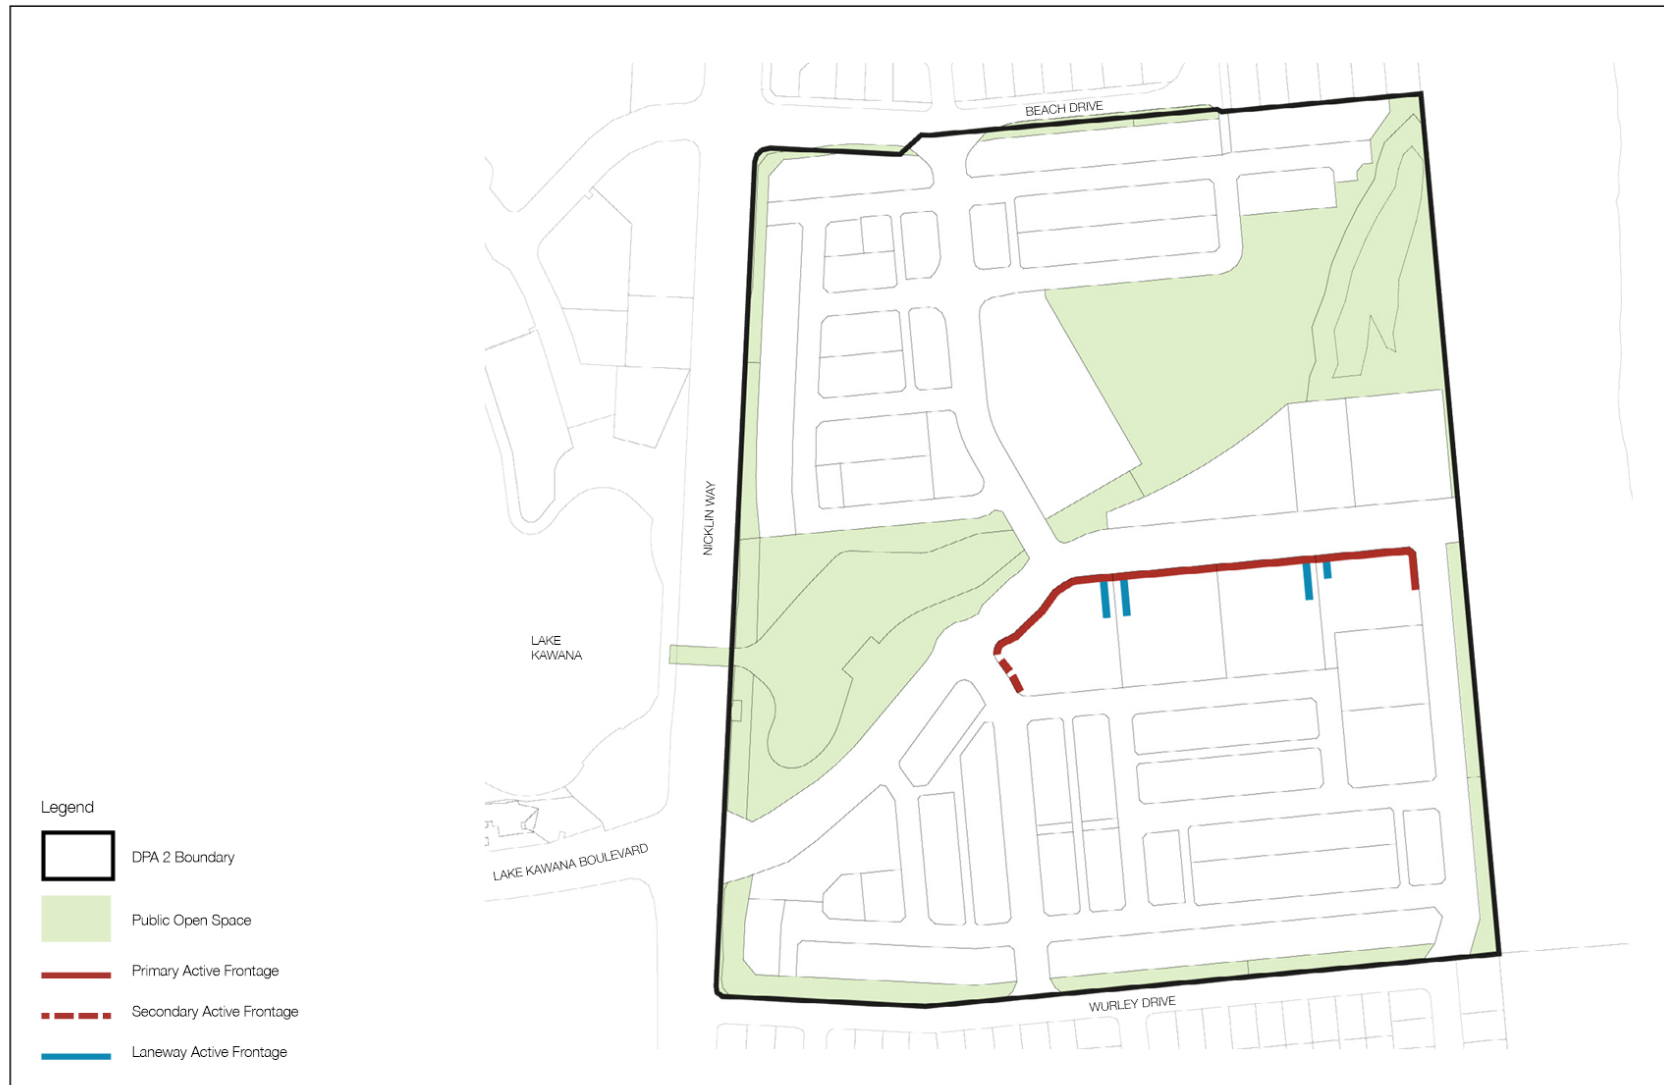 BEACH DRIVE
NICKLIN WAY
LAKE
KAWANA
LAKE KAWANA BOULEVARD
WURLEY DRIVE
Legend
DPA 2 Boundary
Public Open Space
Primary Active Frontage
Secondary Active Frontage
Laneway Active Frontage